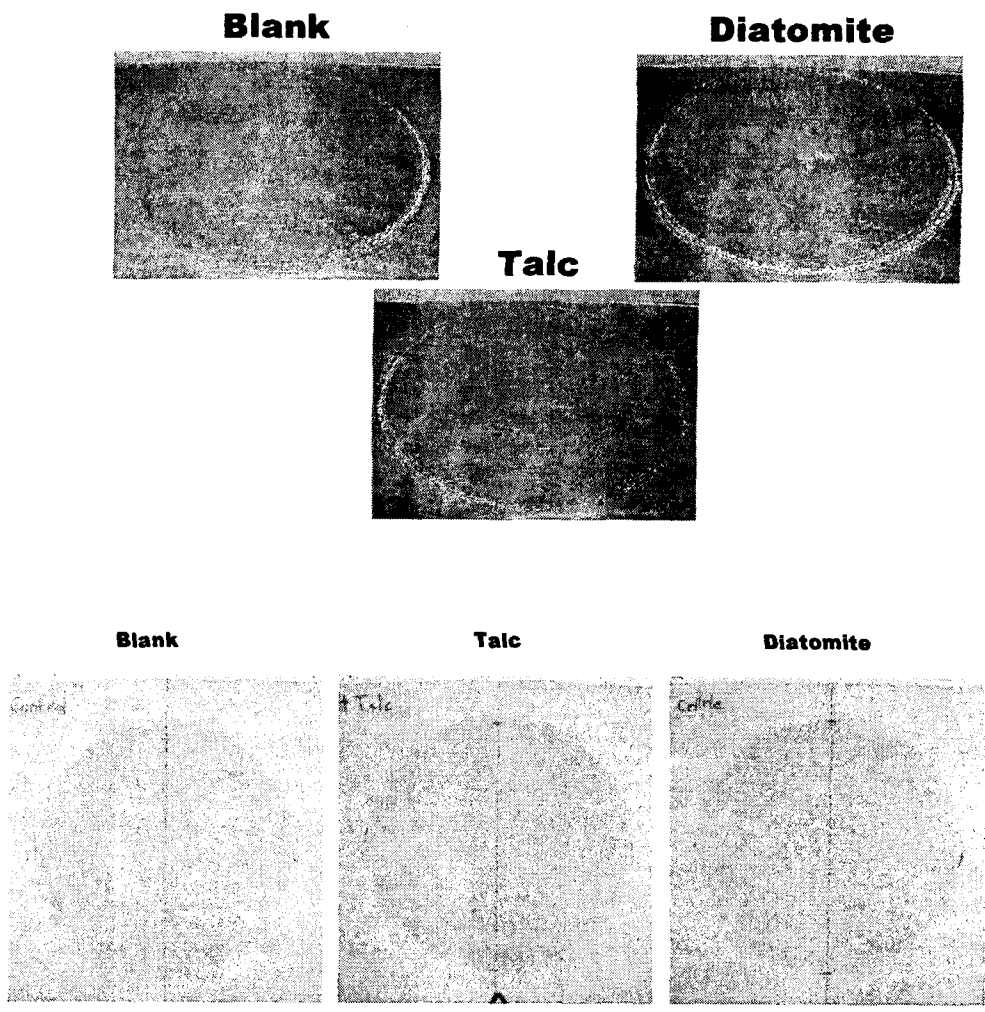 Blank
Diatomite
Talc
Blank
Talc
Diatomite
Control
Talc